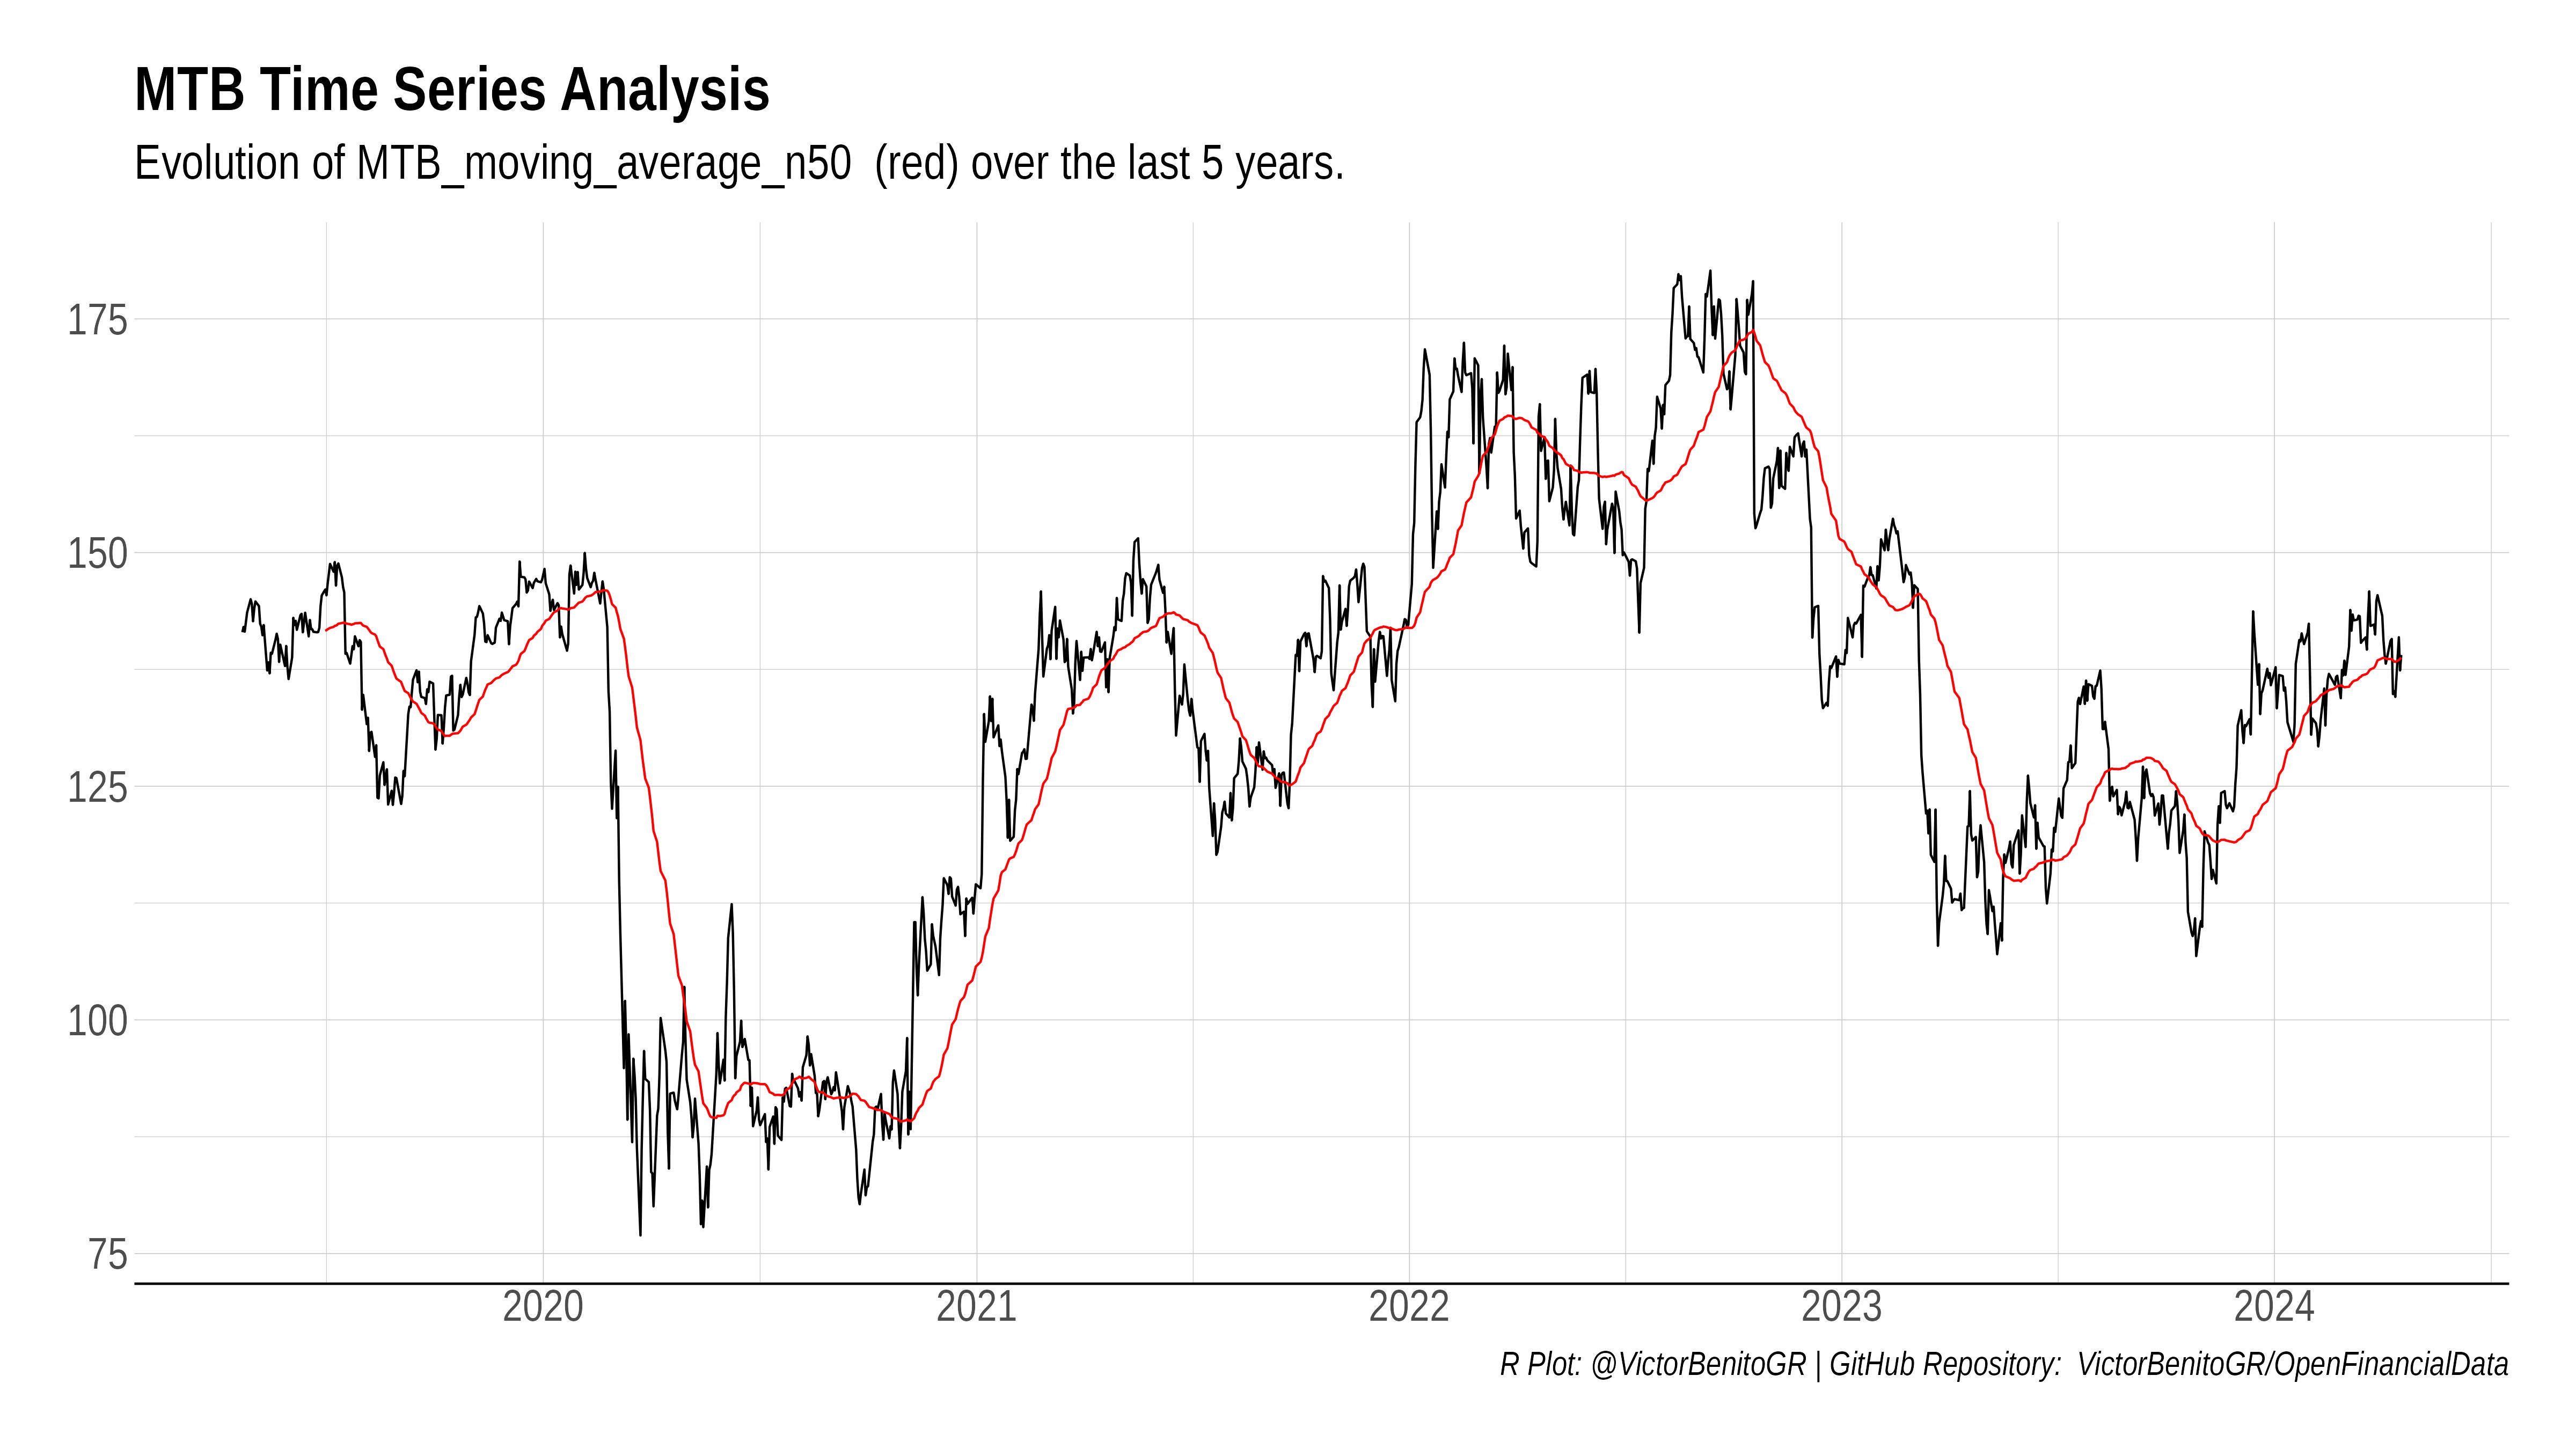 MTB Time Series Analysis
Evolution of MTB_moving_average_n50  (red) over the last 5 years.
175
150
125
100
75
2020 2021 2022 2023 2024
R Plot: @VictorBenitoGR | GitHub Repository:  VictorBenitoGR/OpenFinancialData